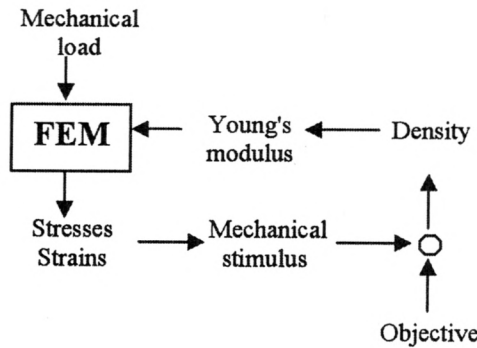 Mechanical
load
FEM
Young's
modulus
Density
Stresses
Strains
Mechanical
stimulus
Objective